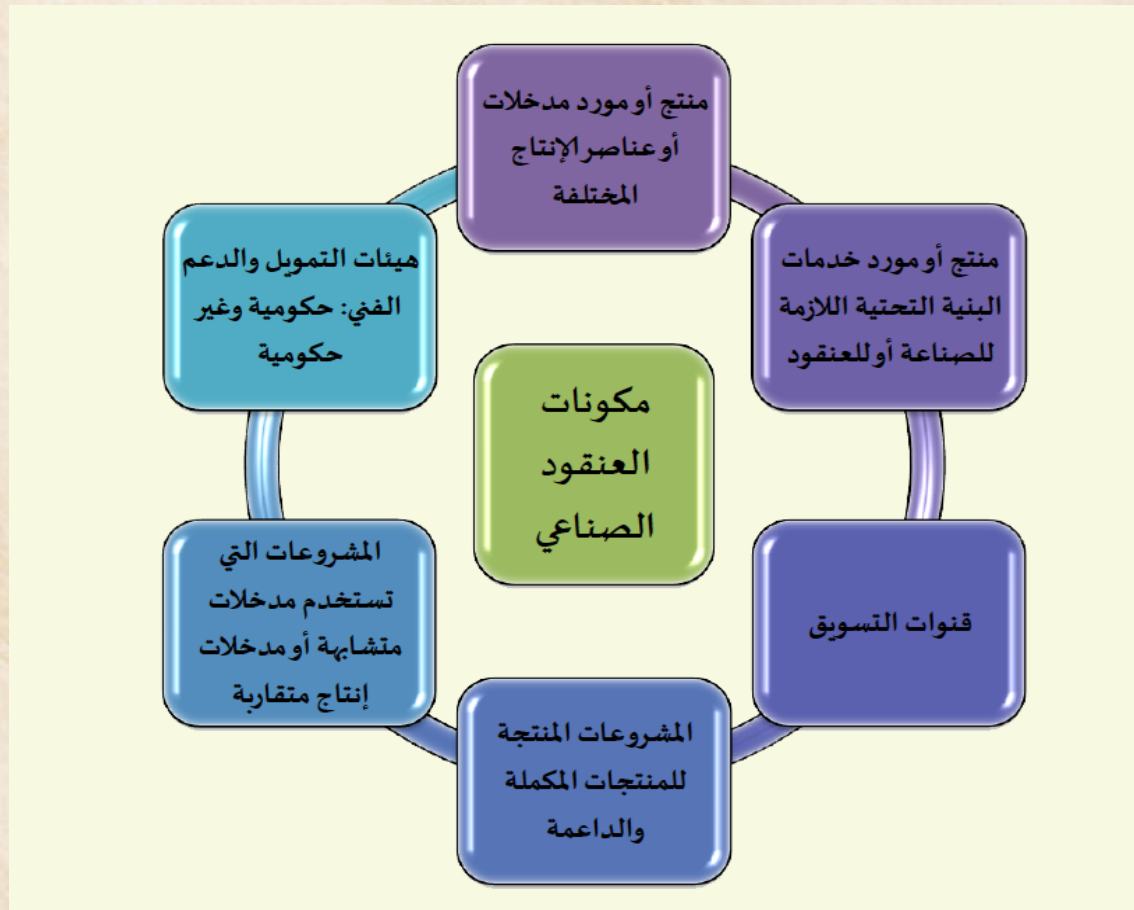 منتج أو مورد مدخلات
أو عناصر الإنتاج
المختلفة
منتج أو مورد خدمات
البنية التحتية اللازمة
للصناعة أو للعنقود
قنوات التسويق
المشروعات المنتجة
للمنتجات المكملة
والداعمة
المشروعات التي
تستخدم مدخلات
متشابهة أو مدخلات
إنتاج متقاربة
هيئات التمويل والدعم
الفني: حكومية وغير
حكومية
مكونات
العنقود
الصناعي